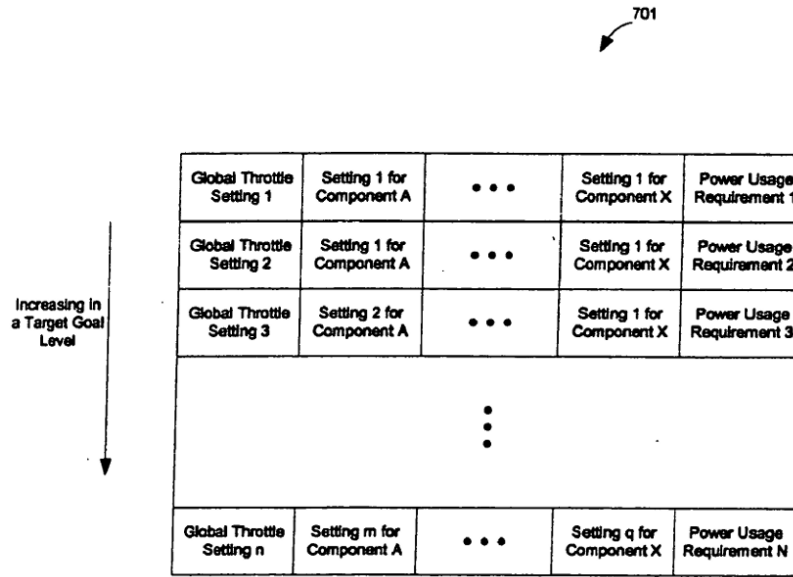 701
Global Throttle
Setting 1
Setting 1 for
Component A
• • •
Setting 1 for
Component X
Power Usage
Requirement 1
Global Throttle
Setting 2
Setting 1 for
Component A
• • •
Setting 1 for
Component X
Power Usage
Requirement 2
Increasing in
a Target Goal
Level
Global Throttle
Setting 3
Setting 2 for
Component A
• • •
Setting 1 for
Component X
Power Usage
Requirement 3
Global Throttle
Setting n
Setting m for
Component A
• • •
Setting q for
Component X
Power Usage
Requirement N